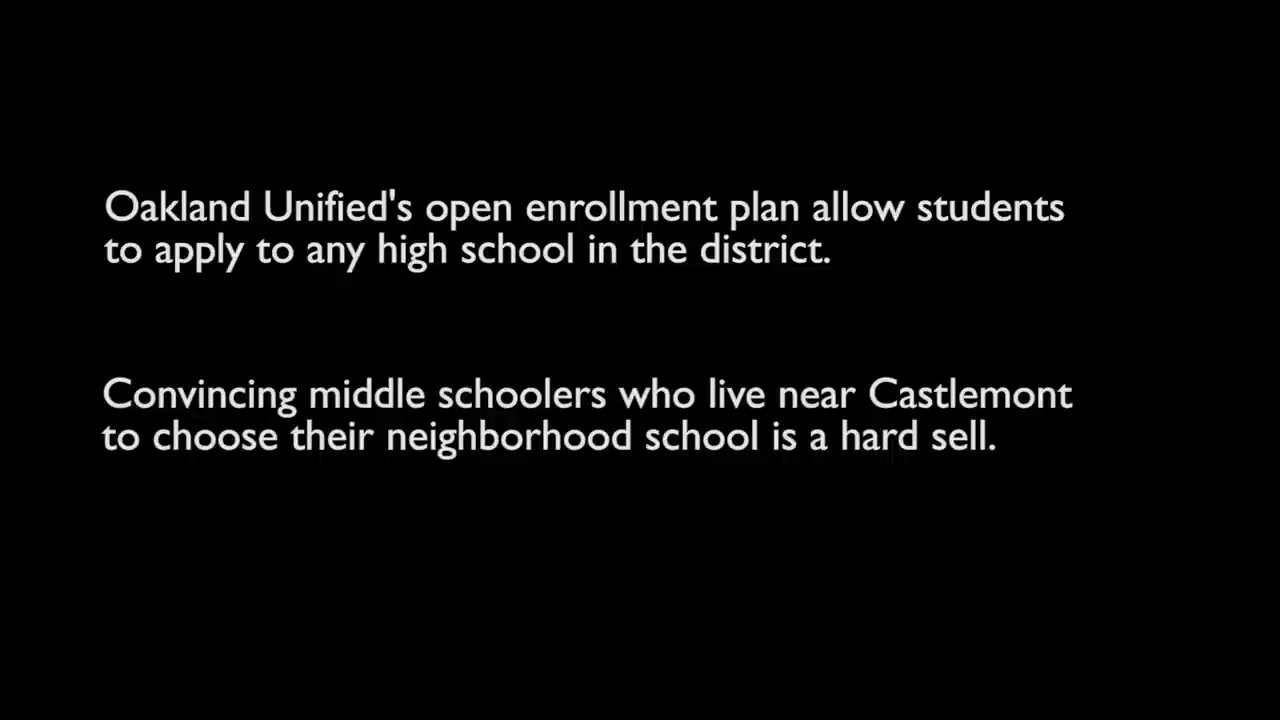 Oakland Unified's open enrollment plan allow students
to apply to any high school in the district.
Convincing middle schoolers who live near Castlemont
to choose their neighborhood school is a hard sell.